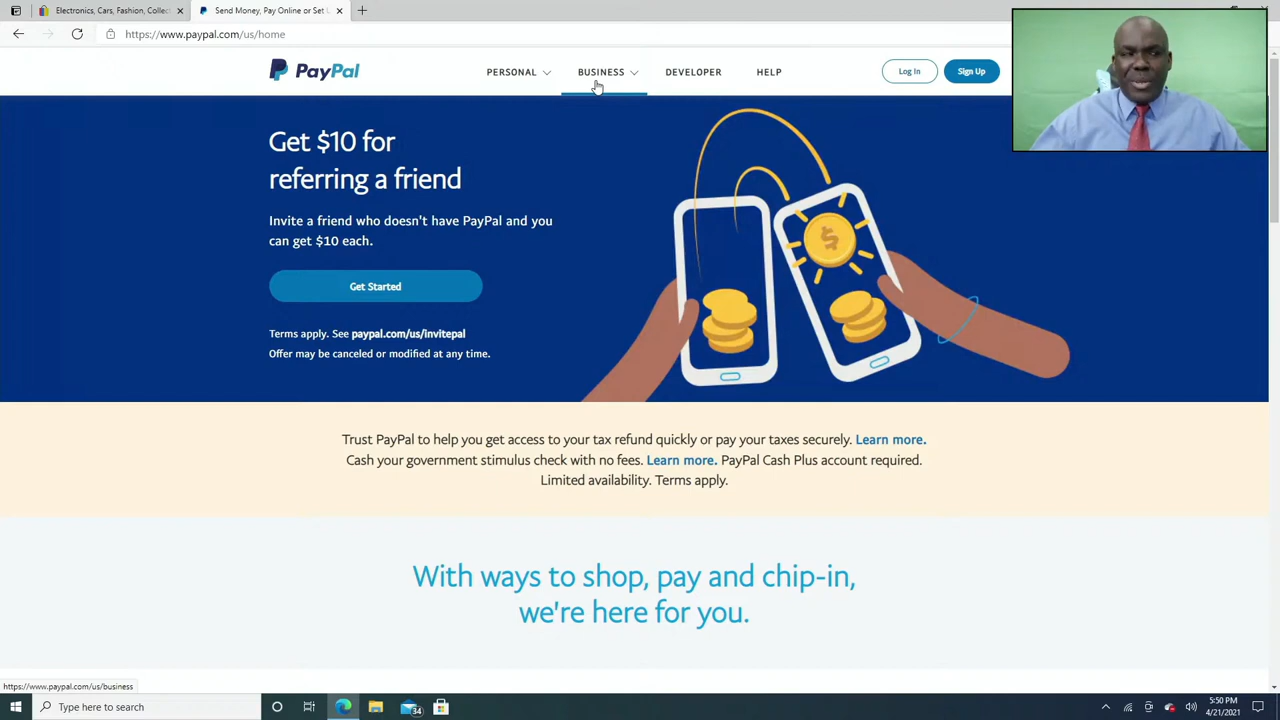 Electronics, Cars, Fashion, Collect
Send Money, Pay Online or Set U
https://www.paypal.com/us/home
PayPal
PERSONAL
BUSINESS
DEVELOPER
HELP
Log In
Sign Up
Get $10 for
referring a friend
Invite a friend who doesn't have PayPal and you
can get $10 each.
Get Started
Terms apply. See paypal.com/us/invitepal
Offer may be canceled or modified at any time.
$
Trust PayPal to help you get access to your tax refund quickly or pay your taxes securely. Learn more.
Cash your government stimulus check with no fees. Learn more. PayPal Cash Plus account required.
Limited availability. Terms apply.
With ways to shop, pay and chip-in,
we're here for you.
https://www.paypal.com/us/business
Type here to search
34
5:50 PM
4/21/2021